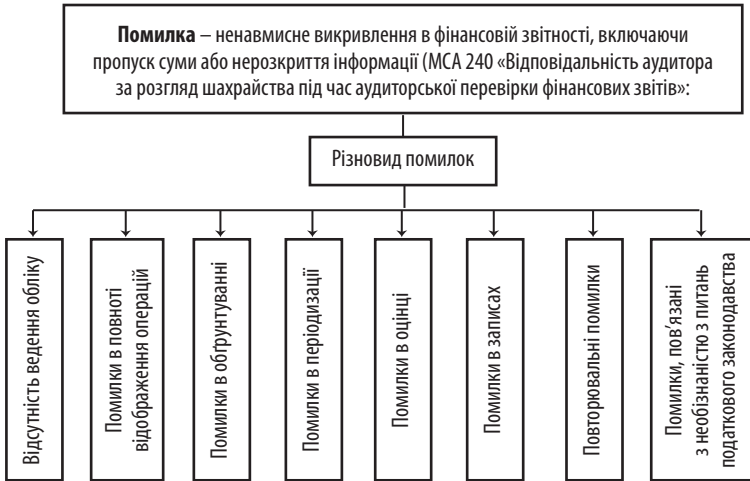 Помилка – ненавмисне викривлення в фінансовій звітності, включаючи
пропуск суми або нерозкриття інформації (МСА 240 «Відповідальність аудитора
за розгляд шахрайства під час аудиторської перевірки фінансових звітів»:
Різновид помилок
Відсутність ведення обліку
Помилки в повноті
відображення операцій
Помилки в обґрунтуванні
Помилки в періодизації
Помилки в оцінці
Помилки в записах
Повторювальні помилки
Помилки, пов’язані
з необізнаністю з питань
податкового законодавства